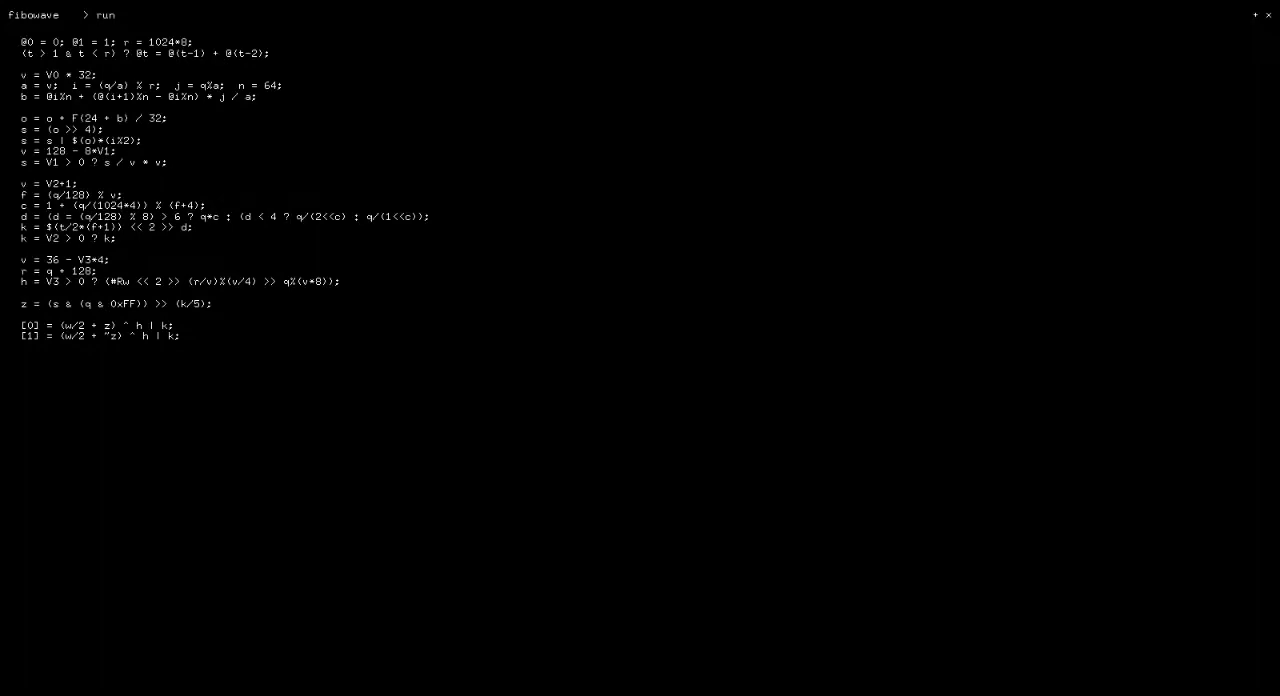 fibowave > run + ×
@0 = 0; @1 = 1; r = 1024*8;
(t > 1 & t < r) ? @t = @(t-1) + @(t-2);
v = V0 * 32;
a = v; i = (q/a) % r; j = q%a; n = 64;
b = @i%n + (@(i+1)%n - @i%n) * j / a;
o = o + F(24 + b) / 32;
s = (o >> 4);
s = s | $(o)*(i%2);
v = 128 - 8*V1;
s = V1 > 0 ? s / v * v;
v = V2+1;
f = (q/128) % v;
c = 1 + (q/(1024*4)) % (f+4);
d = (d = (q/128) % 8) > 6 ? q*c : (d < 4 ? q/(2<<c) : q/(1<<c));
k = $(t/2*(f+1)) << 2 >> d;
k = V2 > 0 ? k;
v = 36 - V3*4;
r = q + 128;
h = V3 > 0 ? (#Rw << 2 >> (r/v)%(v/4) >> q%(v*8));
z = (s & (q & 0xFF)) >> (k/5);
[0] = (w/2 + z) ^ h | k;
[1] = (w/2 + ~z) ^ h | k;